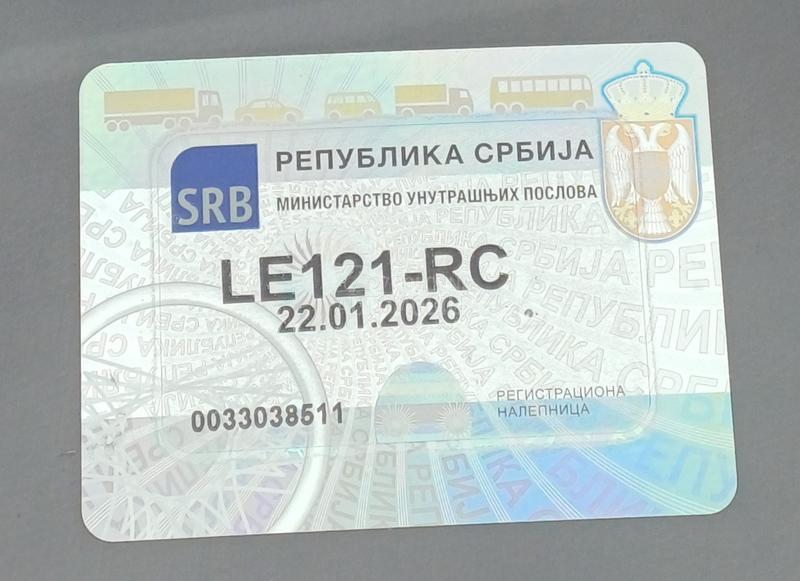 РЕПУБЛИКА СРБИЈА
SRB
МИНИСТАРСТВО УНУТРАШЊИХ ПОСЛОВА
LE121-RC
22.01.2026
0033038511
РЕГИСТРАЦИОНА
НАЛЕПНИЦА